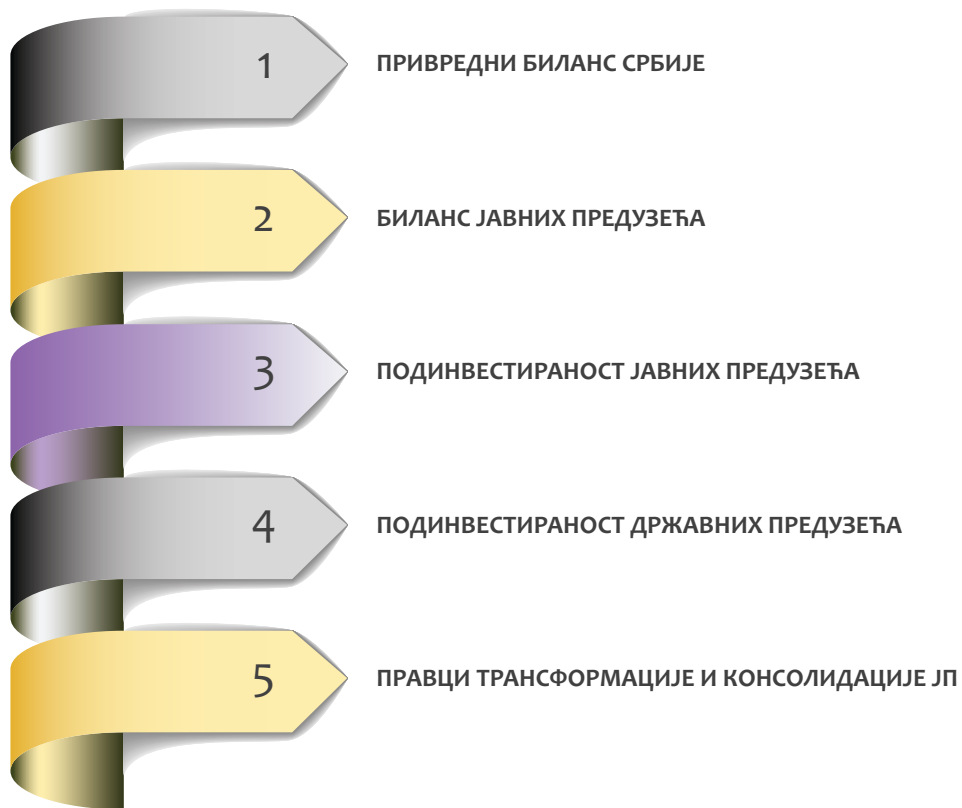 1 ПРИВРЕДНИ БИЛАНС СРБИЈЕ
2 БИЛАНС ЈАВНИХ ПРЕДУЗЕЋА
3 ПОДИНВЕСТИРАНОСТ ЈАВНИХ ПРЕДУЗЕЋА
4 ПОДИНВЕСТИРАНОСТ ДРЖАВНИХ ПРЕДУЗЕЋА
5 ПРАВЦИ ТРАНСФОРМАЦИЈЕ И КОНСОЛИДАЦИЈЕ ЈП